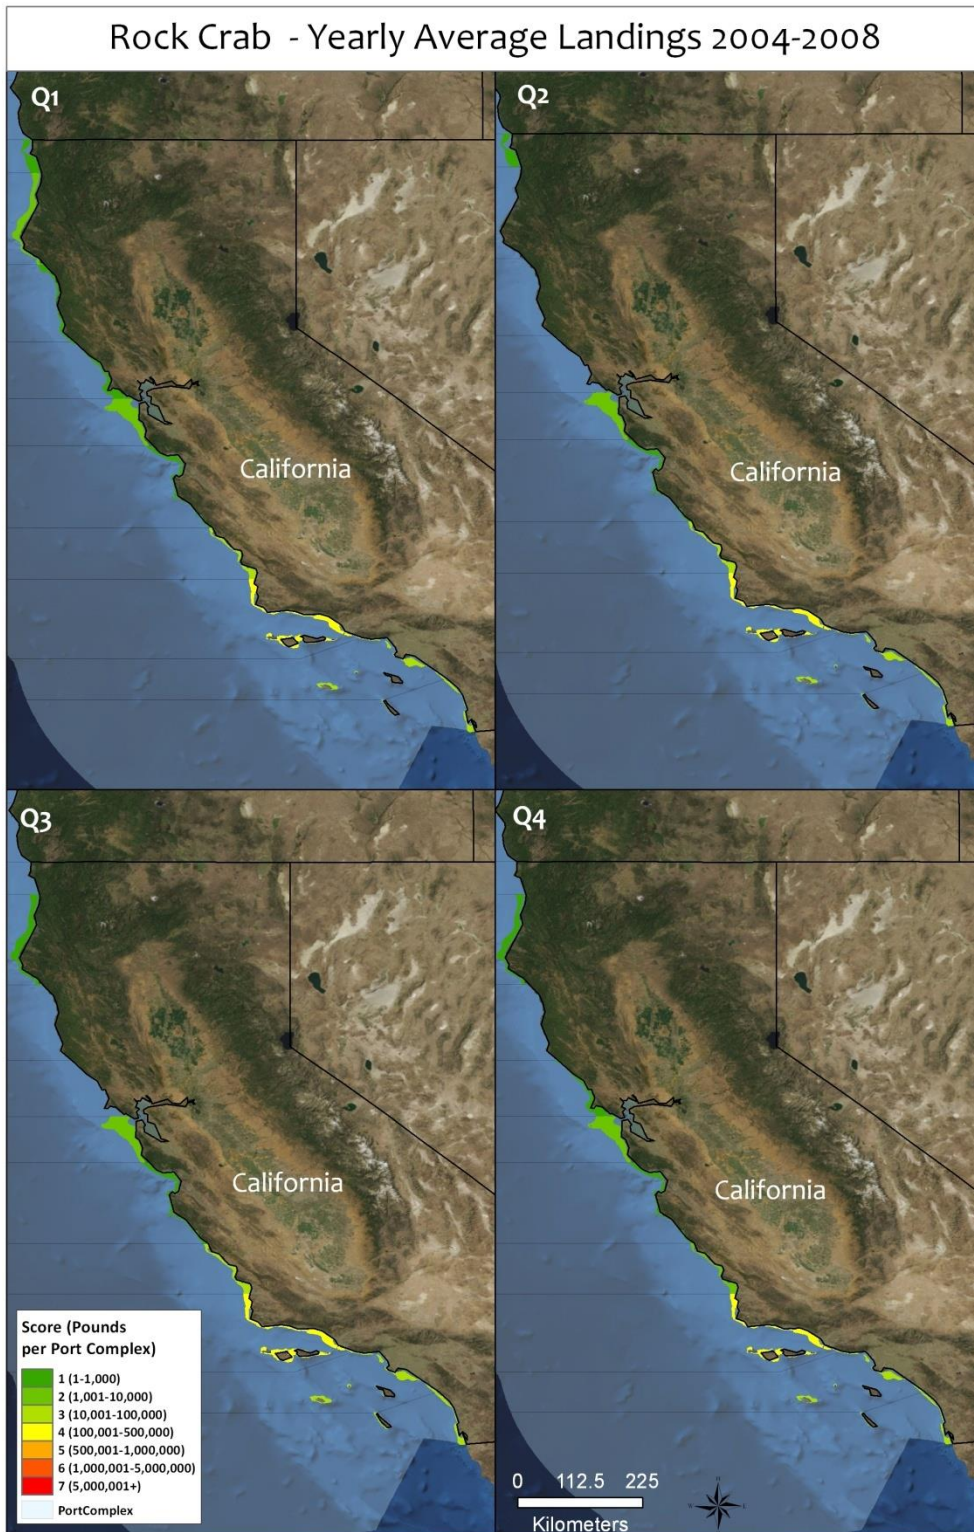 Rock Crab - Yearly Average Landings 2004-2008
Q1
Q2
California
California
Q3
Q4
California
California
Score (Pounds
per Port Complex)
1 (1-1,000)
2 (1,001-10,000)
3 (10,001-100,000)
4 (100,001-500,000)
5 (500,001-1,000,000)
6 (1,000,001-5,000,000)
7 (5,000,001+)
PortComplex
0 112.5 225
Kilometers